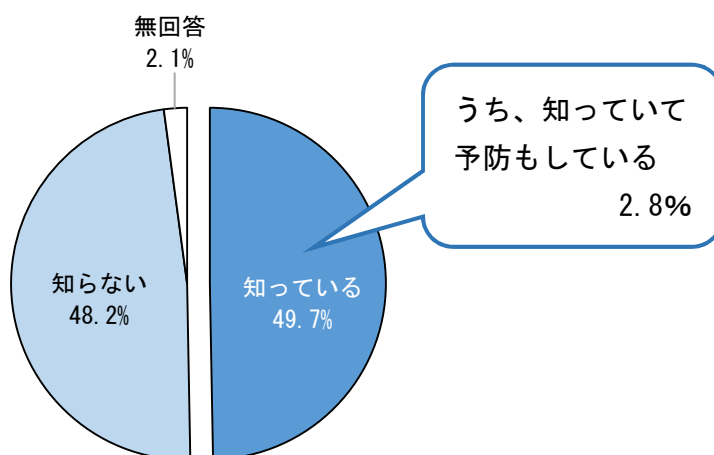 無回答
2.1%
うち、知っていて
予防もしている
2.8%
知らない
48.2%
知っている
49.7%